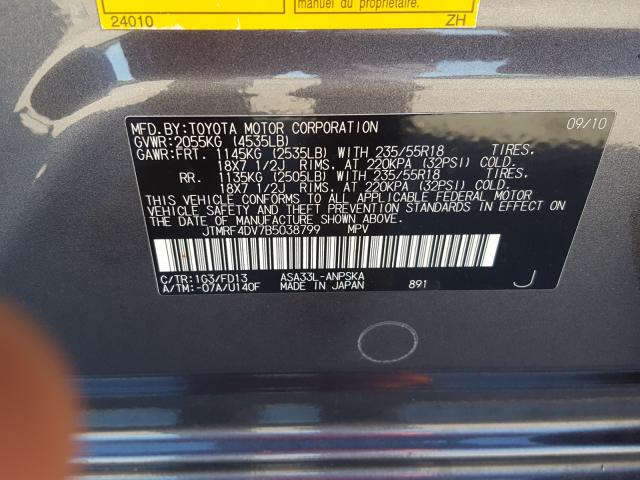 manuel du propriétaire.
24010 ZH
MFD.BY:TOYOTA MOTOR CORPORATION 09/10
GVWR:2055KG (4535LB)
GAWR:FRT. 1145KG (2535LB) WITH 235/55R18 TIRES.
18X7 1/2J RIMS. AT 220KPA (32PSI) COLD.
RR. 1135KG (2505LB) WITH 235/55R18 TIRES.
18X7 1/2J RIMS. AT 220KPA (32PSI) COLD.
THIS VEHICLE CONFORMS TO ALL APPLICABLE FEDERAL MOTOR
VEHICLE SAFETY AND THEFT PREVENTION STANDARDS IN EFFECT ON
THE DATE OF MANUFACTURE SHOWN ABOVE.
JTMRF4DV7B5038799 MPV
C/TR:1G3/FD13 ASA33L-ANPSKA
A/TM:-07A/U140F MADE IN JAPAN 891 J